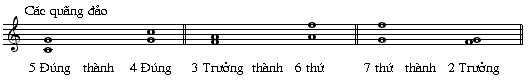 Các quãng đảo
5 Đúng thành 4 Đúng 3 Trưởng thành 6 thứ 7 thứ thành 2 Trưởng